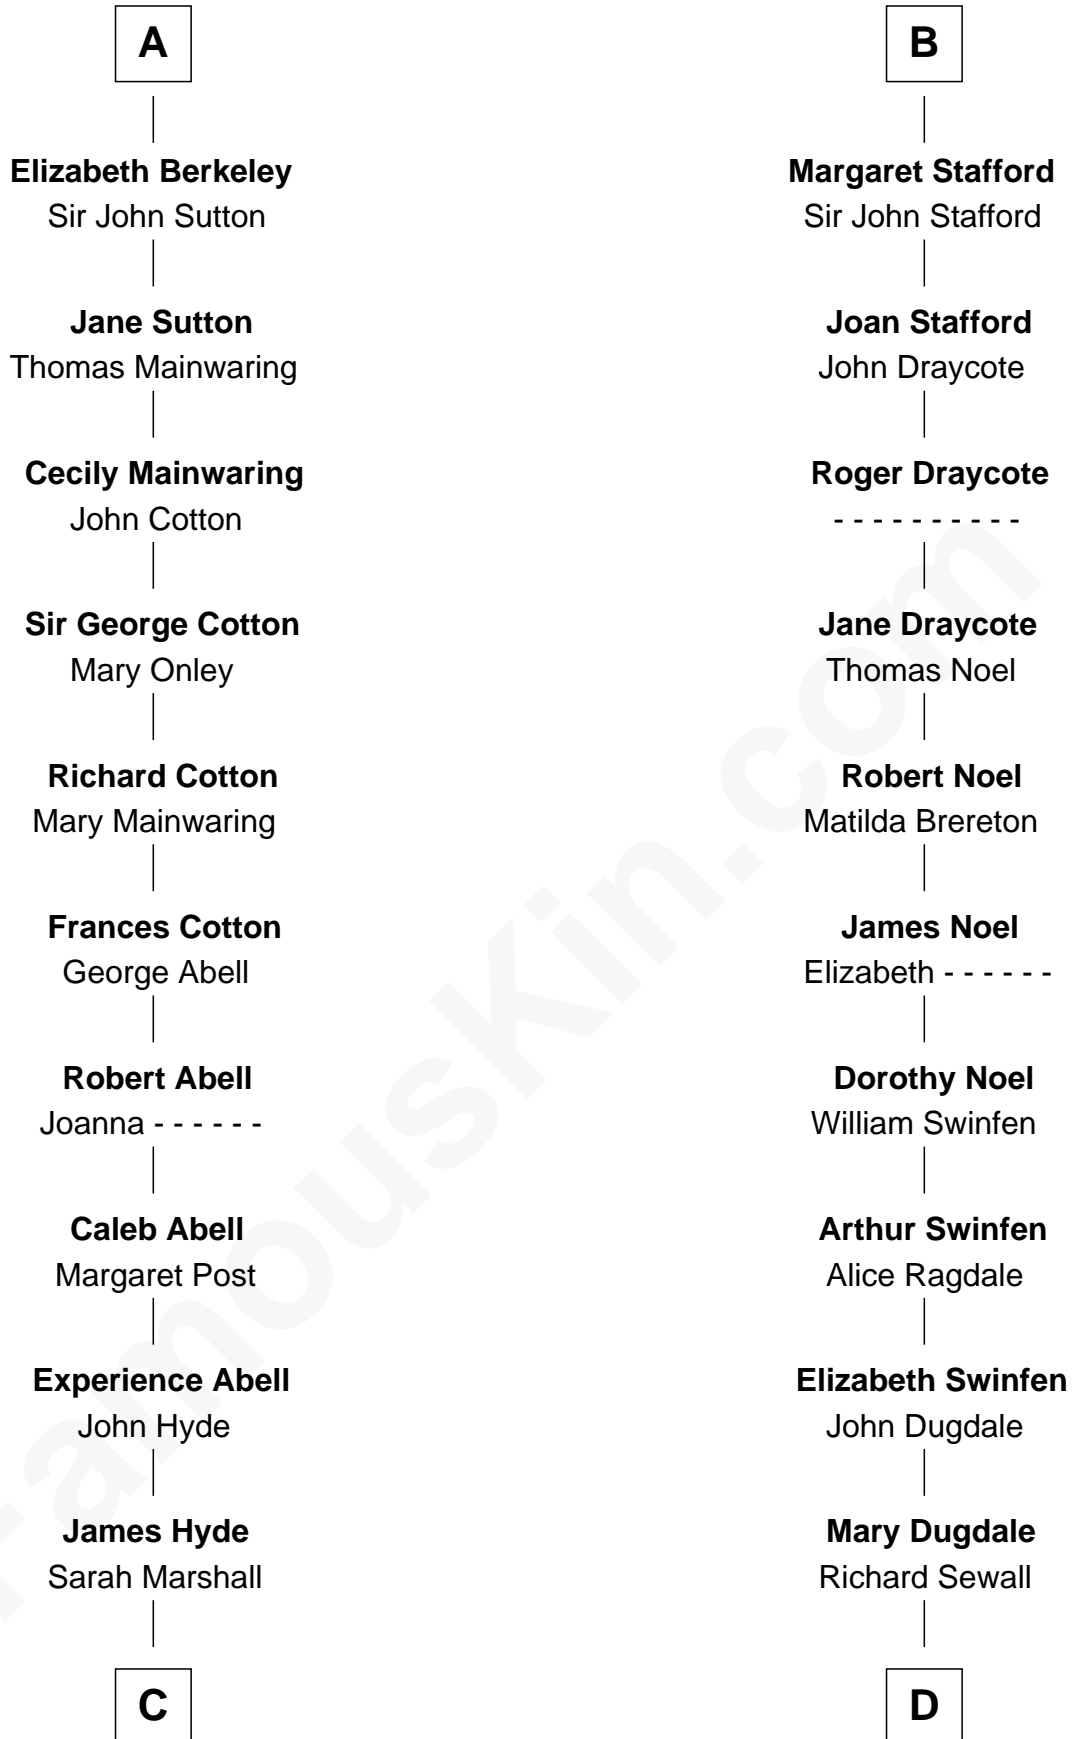 A
Elizabeth Berkeley
Sir John Sutton
Jane Sutton
Thomas Mainwaring
Cecily Mainwaring
John Cotton
Sir George Cotton
Mary Onley
Richard Cotton
Mary Mainwaring
Frances Cotton
George Abell
Robert Abell
Joanna - - - - - -
Caleb Abell
Margaret Post
Experience Abell
John Hyde
James Hyde
Sarah Marshall
C
B
Margaret Stafford
Sir John Stafford
Joan Stafford
John Draycote
Roger Draycote
- - - - - - - - - -
Jane Draycote
Thomas Noel
Robert Noel
Matilda Brereton
James Noel
Elizabeth - - - - - -
Dorothy Noel
William Swinfen
Arthur Swinfen
Alice Ragdale
Elizabeth Swinfen
John Dugdale
Mary Dugdale
Richard Sewall
D
FamousKin.com